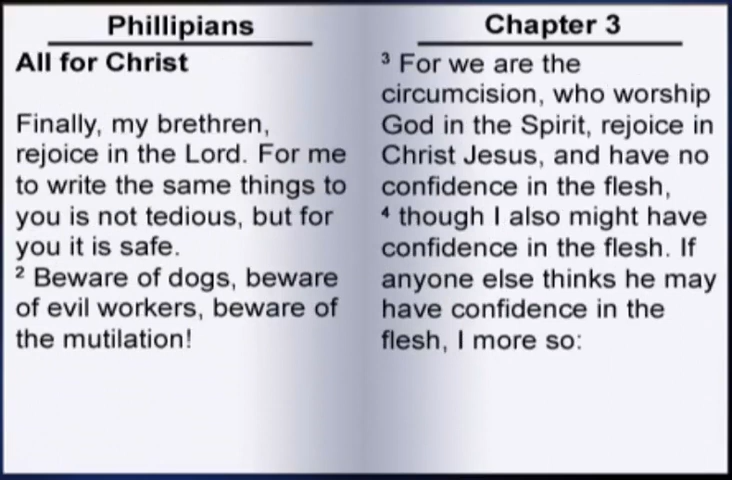 Phillipians
All for Christ
Finally, my brethren,
rejoice in the Lord. For me
to write the same things to
you is not tedious, but for
you it is safe.
² Beware of dogs, beware
of evil workers, beware of
the mutilation!
Chapter 3
³ For we are the
circumcision, who worship
God in the Spirit, rejoice in
Christ Jesus, and have no
confidence in the flesh,
⁴ though I also might have
confidence in the flesh. If
anyone else thinks he may
have confidence in the
flesh, I more so: